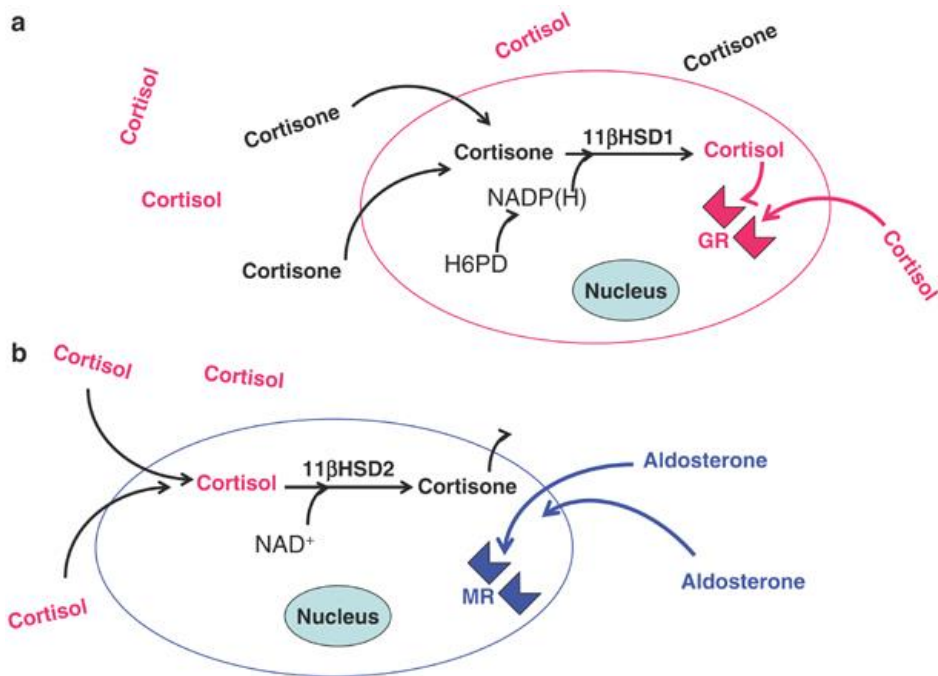 a
Cortisol
Cortisone
Cortisol
Cortisone
Cortisone
11βHSD1
Cortisol
Cortisol
NADP(H)
GR
Cortisone
H6PD
Cortisol
Nucleus
b
Cortisol
Cortisol
11βHSD2
Aldosterone
Cortisol
Cortisone
NAD⁺
Aldosterone
MR
Cortisol
Nucleus